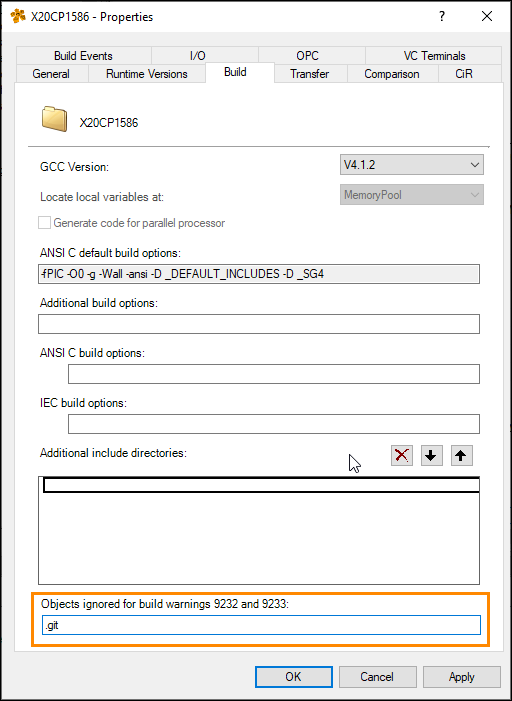 X20CP1586 - Properties
?
Build Events I/O OPC VC Terminals
General Runtime Versions Build Transfer Comparison CiR
X20CP1586
GCC Version: V4.1.2
Locate local variables at: MemoryPool
Generate code for parallel processor
ANSI C default build options:
-fPIC -O0 -g -Wall -ansi -D _DEFAULT_INCLUDES -D _SG4
Additional build options:
ANSI C build options:
IEC build options:
Additional include directories:
Objects ignored for build warnings 9232 and 9233:
.git
OK Cancel Apply